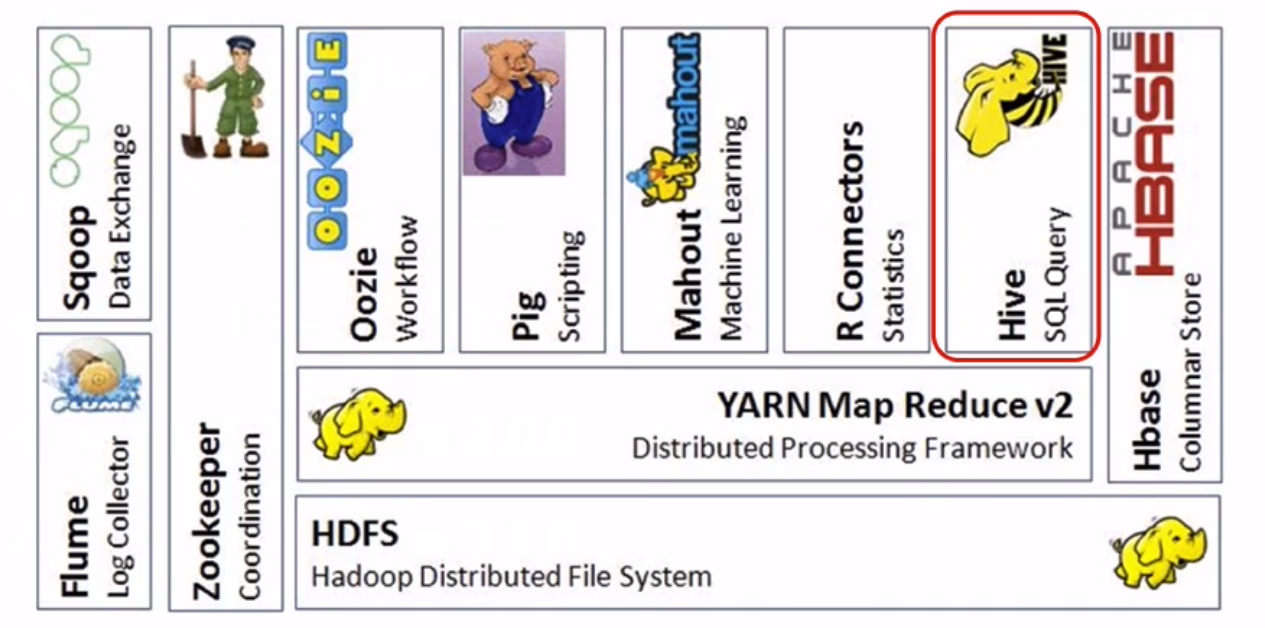 sqoop
Sqoop
Data Exchange
FLUME
Flume
Log Collector
Zookeeper
Coordination
OOZIE
Oozie
Workflow
Pig
Scripting
mahout
Mahout
Machine Learning
R Connectors
Statistics
HIVE
Hive
SQL Query
APACHE
HBASE
Hbase
Columnar Store
YARN Map Reduce v2
Distributed Processing Framework
HDFS
Hadoop Distributed File System